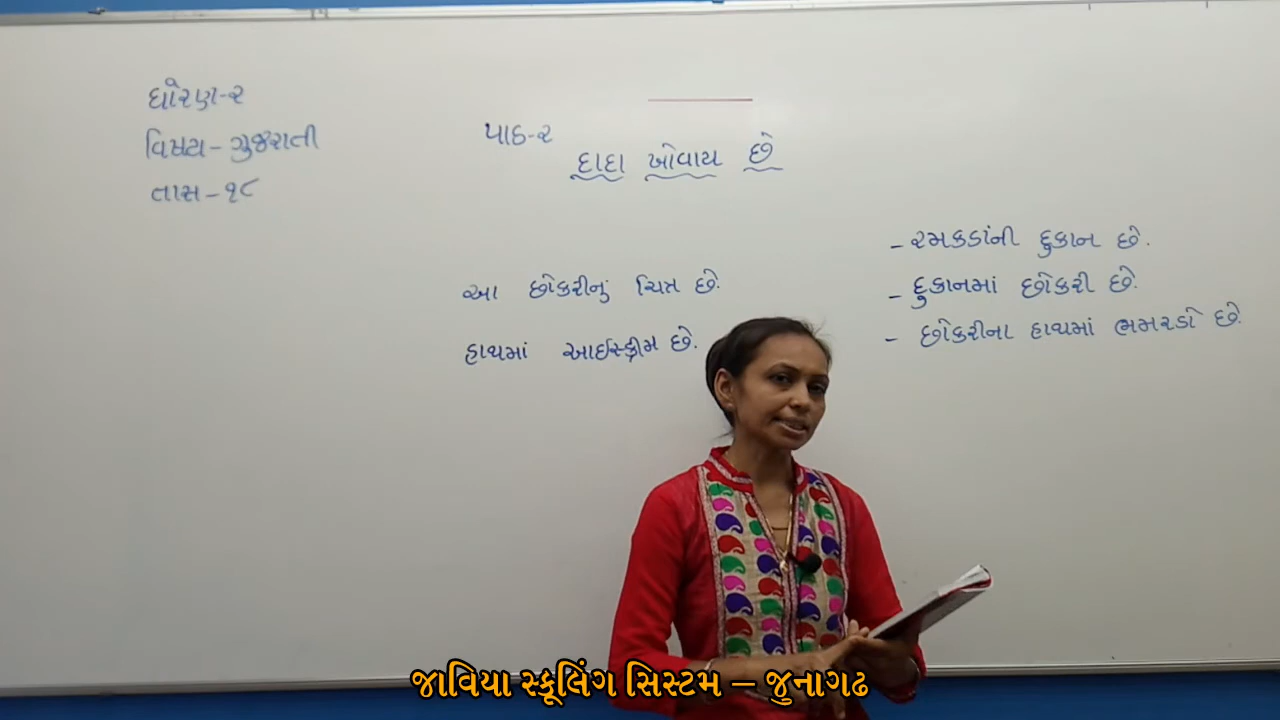 ધોરણ-૨
વિષય - ગુજરાતી
તાસ - ૧૮
પાઠ-૨
દાદા ખોવાય છે
આ છોકરીનું ચિત્ર છે.
હાથમાં આઈસ્ક્રીમ છે.
- રમકડાંની દુકાન છે.
- દુકાનમાં છોકરી છે.
- છોકરીના હાથમાં ભમરડો છે.
જાવિયા સ્કૂલિંગ સિસ્ટમ – જુનાગઢ